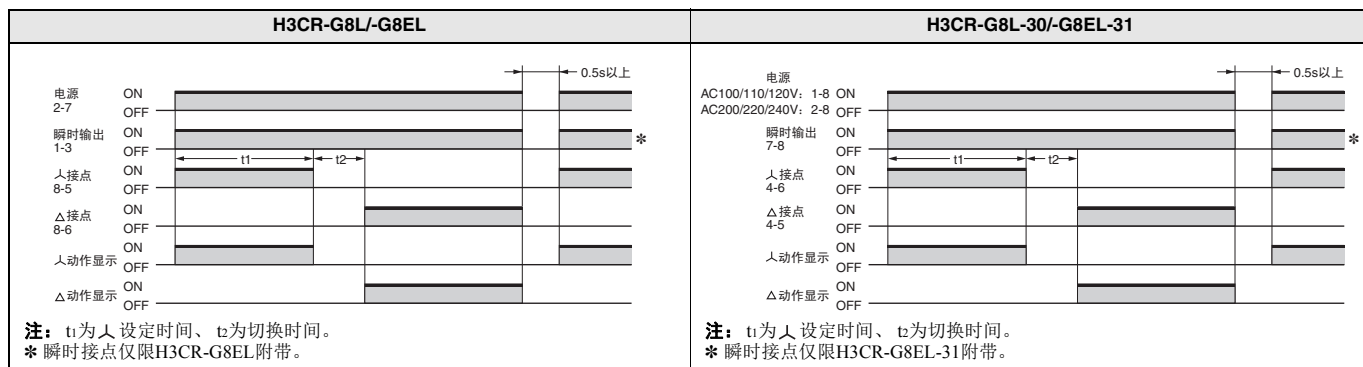 H3CR-G8L/-G8EL
电源
2-7
ON
OFF
0.5s以上
瞬时输出
1-3
ON
OFF
*
t1
t2
人接点
8-5
ON
OFF
△接点
8-6
ON
OFF
人动作显示
ON
OFF
△动作显示
ON
OFF
注：t1为人设定时间、t2为切换时间。
* 瞬时接点仅限H3CR-G8EL附带。
H3CR-G8L-30/-G8EL-31
电源
AC100/110/120V：1-8
AC200/220/240V：2-8
ON
OFF
0.5s以上
瞬时输出
7-8
ON
OFF
*
t1
t2
人接点
4-6
ON
OFF
△接点
4-5
ON
OFF
人动作显示
ON
OFF
△动作显示
ON
OFF
注：t1为人设定时间、t2为切换时间。
* 瞬时接点仅限H3CR-G8EL-31附带。